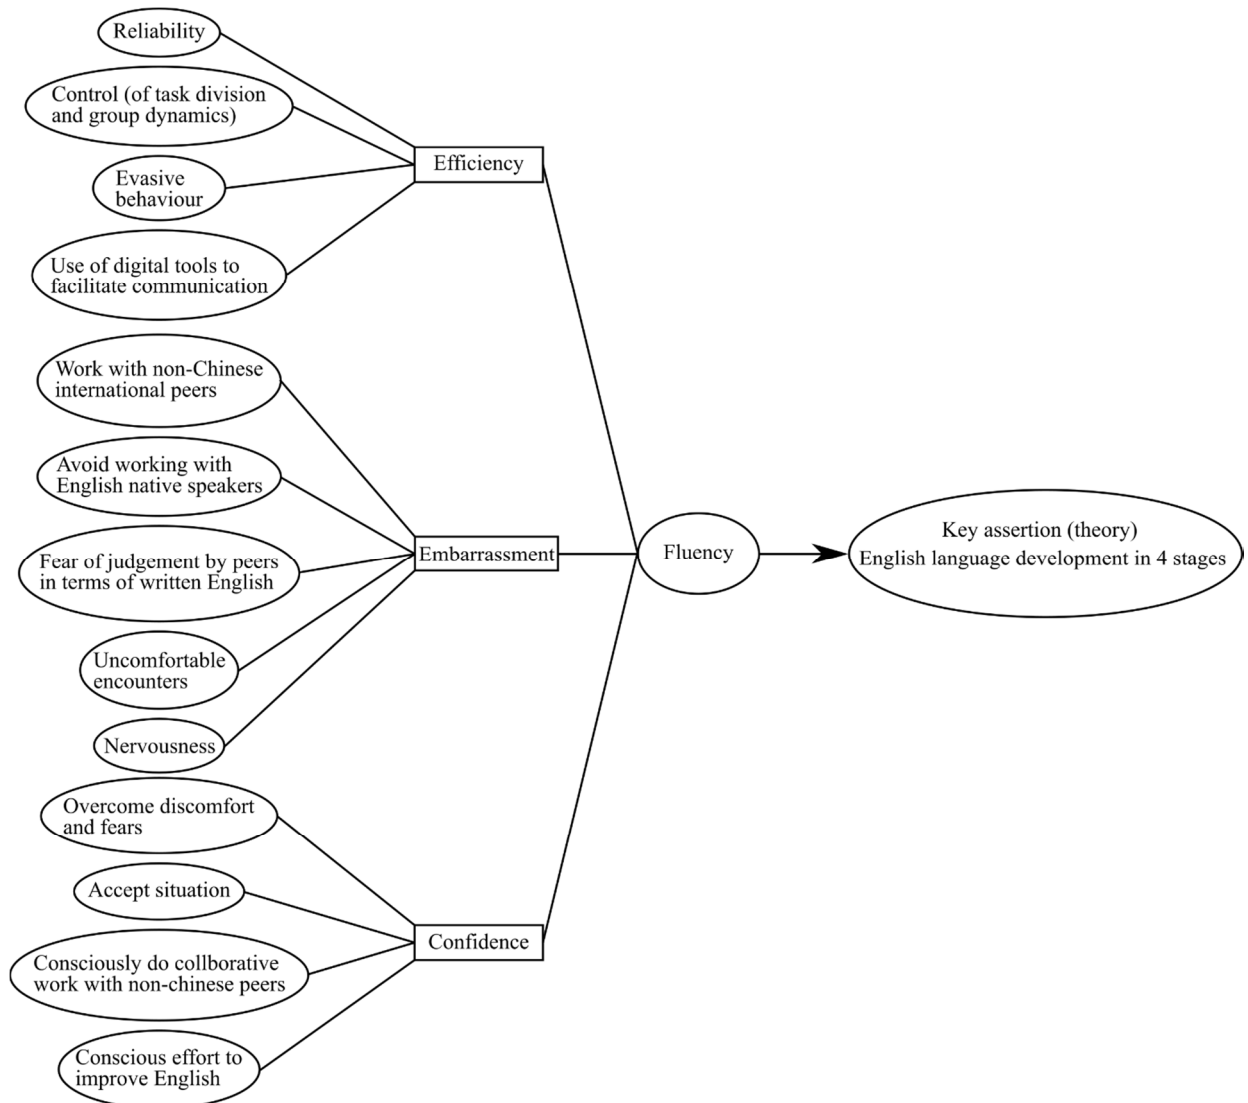 Reliability
Control (of task division
and group dynamics)
Efficiency
Evasive
behaviour
Use of digital tools to
facilitate communication
Work with non-Chinese
international peers
Avoid working with
English native speakers
Fear of judgement by peers
in terms of written English
Embarrassment
Fluency
Key assertion (theory)
English language development in 4 stages
Uncomfortable
encounters
Nervousness
Overcome discomfort
and fears
Accept situation
Confidence
Consciously do collborative
work with non-chinese peers
Conscious effort to
improve English